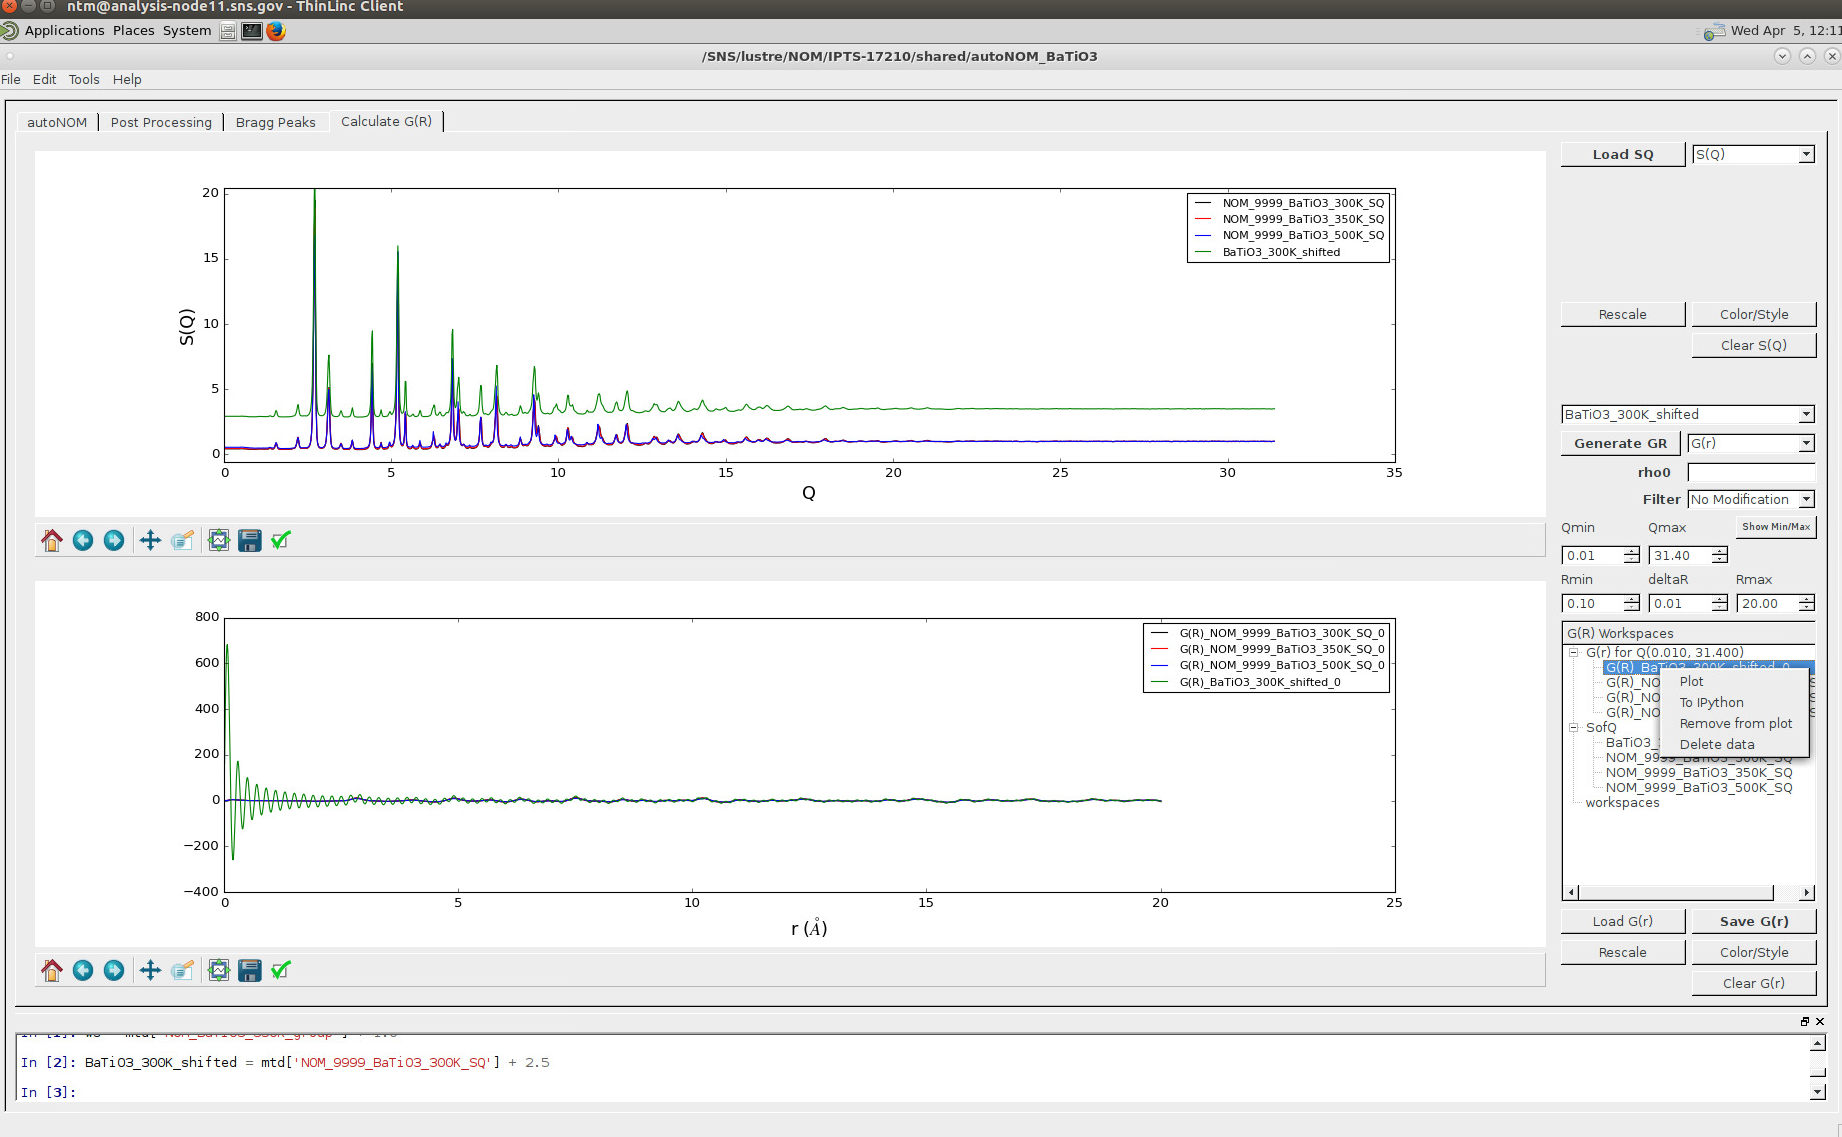 ntm@analysis-node11.sns.gov - ThinLinc Client
Applications Places System
Wed Apr 5, 12:11
/SNS/lustre/NOM/IPTS-17210/shared/autoNOM_BaTiO3
File Edit Tools Help
autoNOM Post Processing Bragg Peaks Calculate G(R)
Load SQ S(Q)
20
15
10
5
0
S(Q)
0 5 10 15 20 25 30 35
Q
NOM_9999_BaTiO3_300K_SQ
NOM_9999_BaTiO3_350K_SQ
NOM_9999_BaTiO3_500K_SQ
BaTiO3_300K_shifted
Rescale Color/Style
Clear S(Q)
BaTiO3_300K_shifted
Generate GR G(r)
rho0
Filter No Modification
Qmin Qmax Show Min/Max
0.01 31.40
Rmin deltaR Rmax
0.10 0.01 20.00
800
600
400
200
0
−200
−400
0 5 10 15 20 25
r (Å)
G(R)_NOM_9999_BaTiO3_300K_SQ_0
G(R)_NOM_9999_BaTiO3_350K_SQ_0
G(R)_NOM_9999_BaTiO3_500K_SQ_0
G(R)_BaTiO3_300K_shifted_0
G(R) Workspaces
G(r) for Q(0.010, 31.400)
G(R)_BaTiO3_300K_shifted_0
G(R)_NO
G(R)_NO
G(R)_NO
Plot
To IPython
Remove from plot
Delete data
SofQ
BaTiO3_
NOM_9999_BaTiO3_300K_SQ
NOM_9999_BaTiO3_350K_SQ
NOM_9999_BaTiO3_500K_SQ
workspaces
Load G(r) Save G(r)
Rescale Color/Style
Clear G(r)
In [2]: BaTiO3_300K_shifted = mtd['NOM_9999_BaTiO3_300K_SQ'] + 2.5
In [3]: